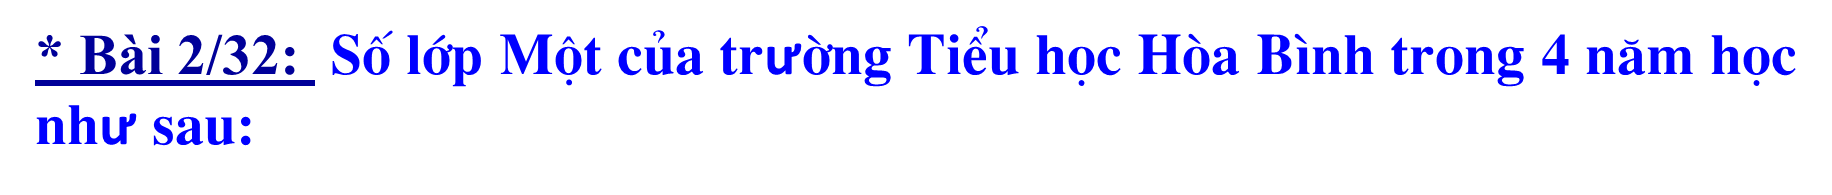 * Bài 2/32: Số lớp Một của trường Tiểu học Hòa Bình trong 4 năm học
như sau: